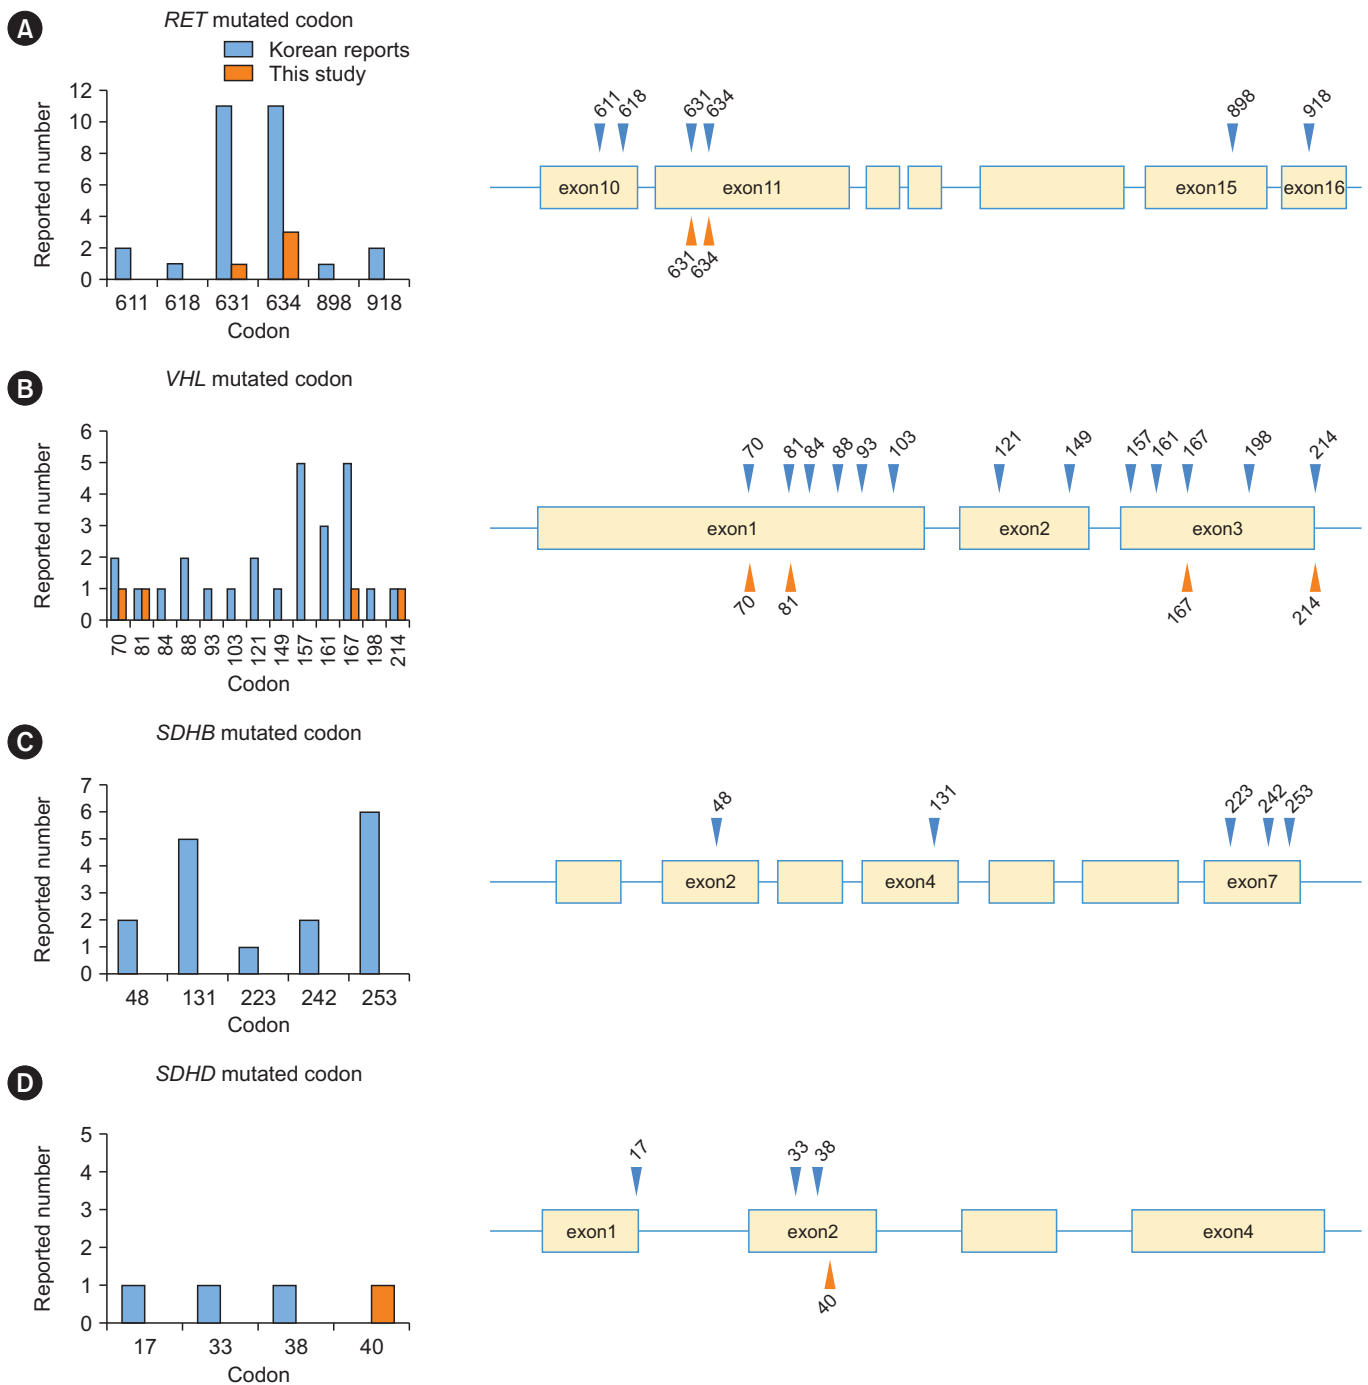 A
RET mutated codon
Korean reports
This study
Reported number
12
10
8
6
4
2
0
611 618 631 634 898 918
Codon
611 618 631 634 898 918
exon10 exon11 exon15 exon16
631 634
B
VHL mutated codon
Reported number
6
5
4
3
2
1
0
70 81 84 88 93 103 121 149 157 161 167 198 214
Codon
70 81 84 88 93 103 121 149 157 161 167 198 214
exon1 exon2 exon3
70 81 167 214
C
SDHB mutated codon
Reported number
7
6
5
4
3
2
1
0
48 131 223 242 253
Codon
48 131 223 242 253
exon2 exon4 exon7
D
SDHD mutated codon
Reported number
5
4
3
2
1
0
17 33 38 40
Codon
17 33 38
exon1 exon2 exon4
40